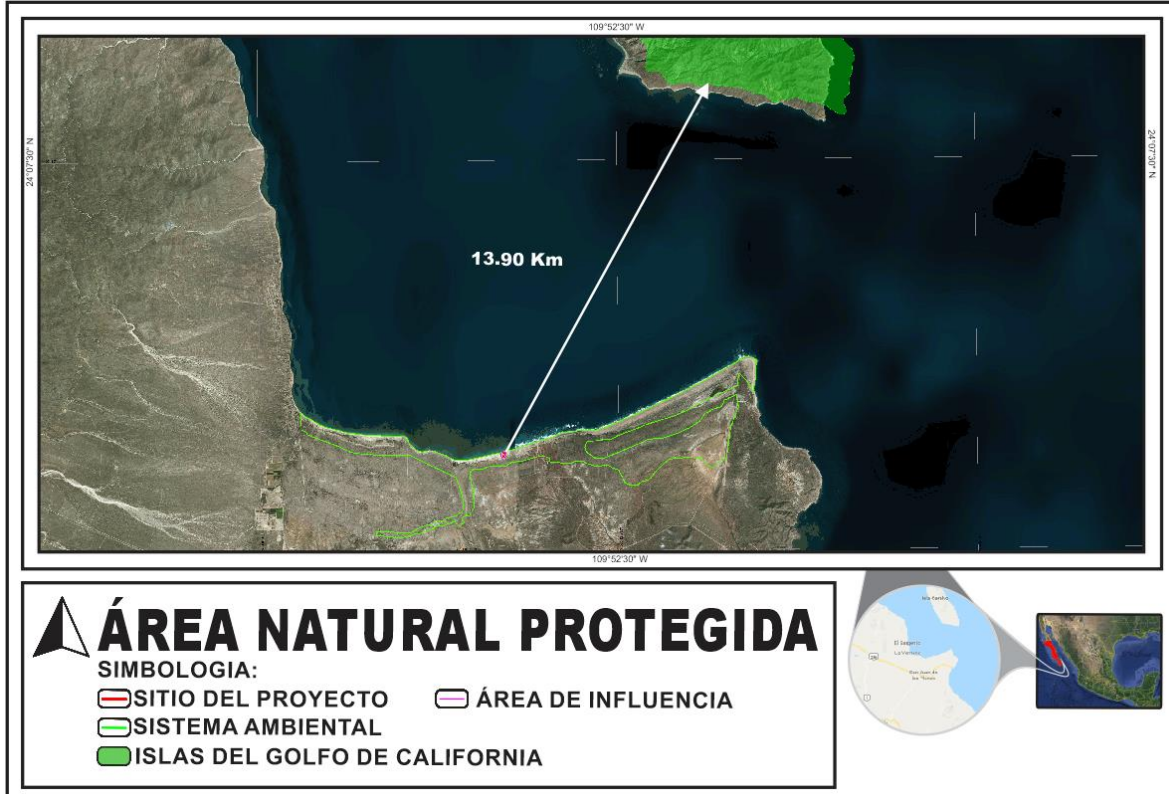 109°52'30" W
24°07'30" N
24°07'30" N
13.90 Km
109°52'30" W
ÁREA NATURAL PROTEGIDA
SIMBOLOGIA:
SITIO DEL PROYECTO
ÁREA DE INFLUENCIA
SISTEMA AMBIENTAL
ISLAS DEL GOLFO DE CALIFORNIA
El Sargento
La Ventana
San Juan de
los Planes